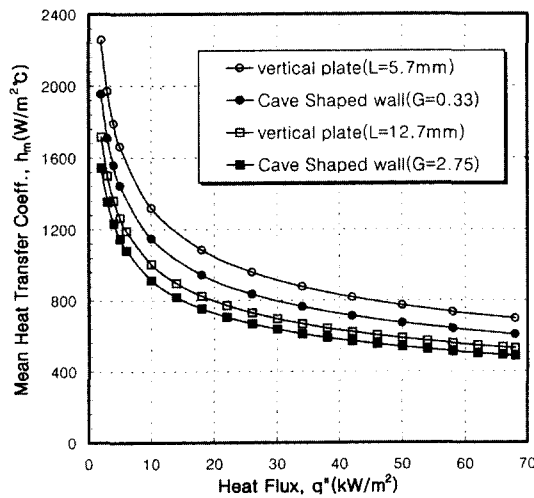 Mean Heat Transfer Coeff., hm(W/m²℃)
2400
2000
1600
1200
800
400
0
vertical plate(L=5.7mm)
Cave Shaped wall(G=0.33)
vertical plate(L=12.7mm)
Cave Shaped wall(G=2.75)
0 10 20 30 40 50 60 70
Heat Flux, q"(kW/m²)